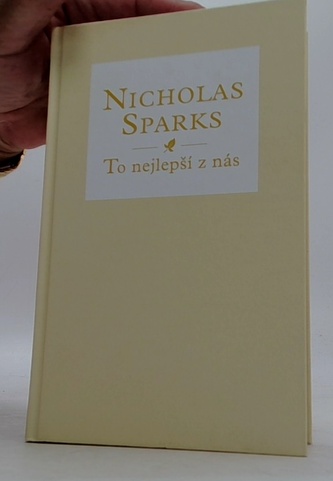 NICHOLAS
SPARKS
To nejlepší z nás